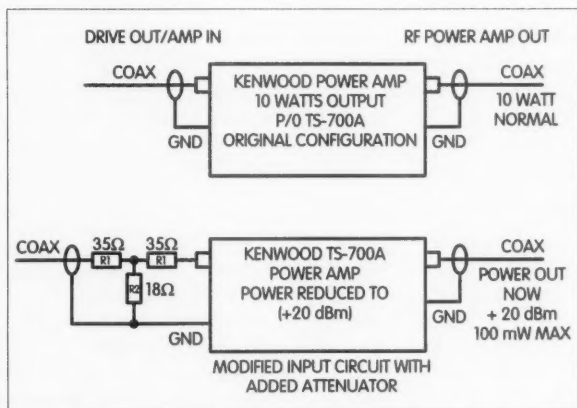 DRIVE OUT/AMP IN
RF POWER AMP OUT
COAX
KENWOOD POWER AMP
10 WATTS OUTPUT
P/0 TS-700A
ORIGINAL CONFIGURATION
COAX
10 WATT
NORMAL
GND
GND
COAX
35Ω
35Ω
R1
R1
R2
18Ω
GND
KENWOOD TS-700A
POWER AMP
POWER REDUCED TO
(+20 dBm)
COAX
POWER OUT
NOW
+ 20 dBm
100 mW MAX
GND
MODIFIED INPUT CIRCUIT WITH
ADDED ATTENUATOR